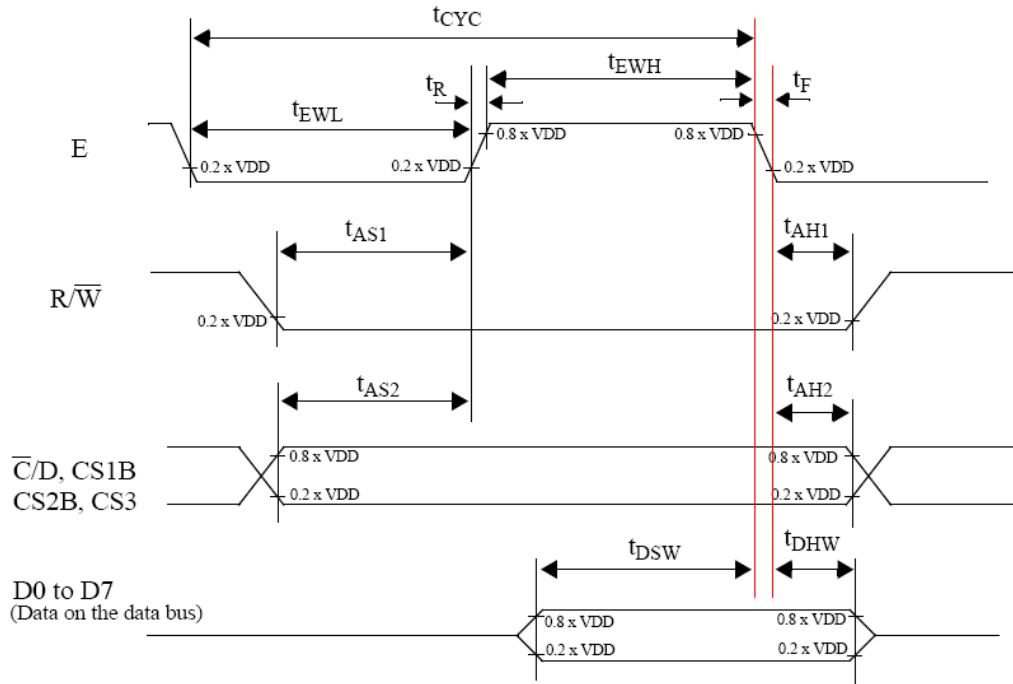 tCYC
tEWH
tR
tF
tEWL
E
0.8 x VDD
0.8 x VDD
0.2 x VDD
0.2 x VDD
0.2 x VDD
tAS1
tAH1
R/W̅
0.2 x VDD
0.2 x VDD
tAS2
tAH2
C̅/D, CS1B
CS2B, CS3
0.8 x VDD
0.8 x VDD
0.2 x VDD
0.2 x VDD
tDSW
tDHW
D0 to D7
(Data on the data bus)
0.8 x VDD
0.8 x VDD
0.2 x VDD
0.2 x VDD